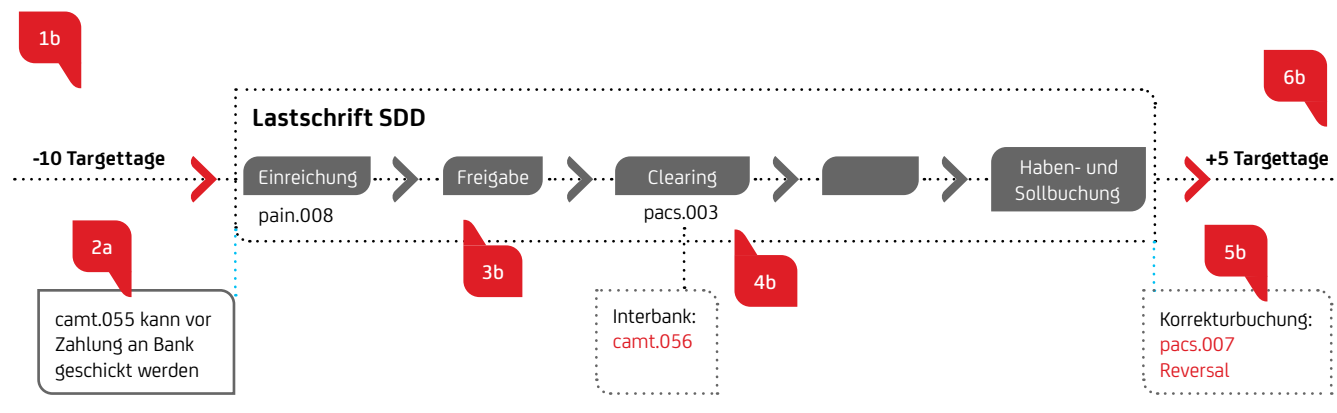 1b
6b
Lastschrift SDD
-10 Targettage
+5 Targettage
Einreichung
Freigabe
Clearing
Haben- und
Sollbuchung
pain.008
pacs.003
2a
3b
4b
5b
camt.055 kann vor
Zahlung an Bank
geschickt werden
Interbank:
camt.056
Korrekturbuchung:
pacs.007
Reversal